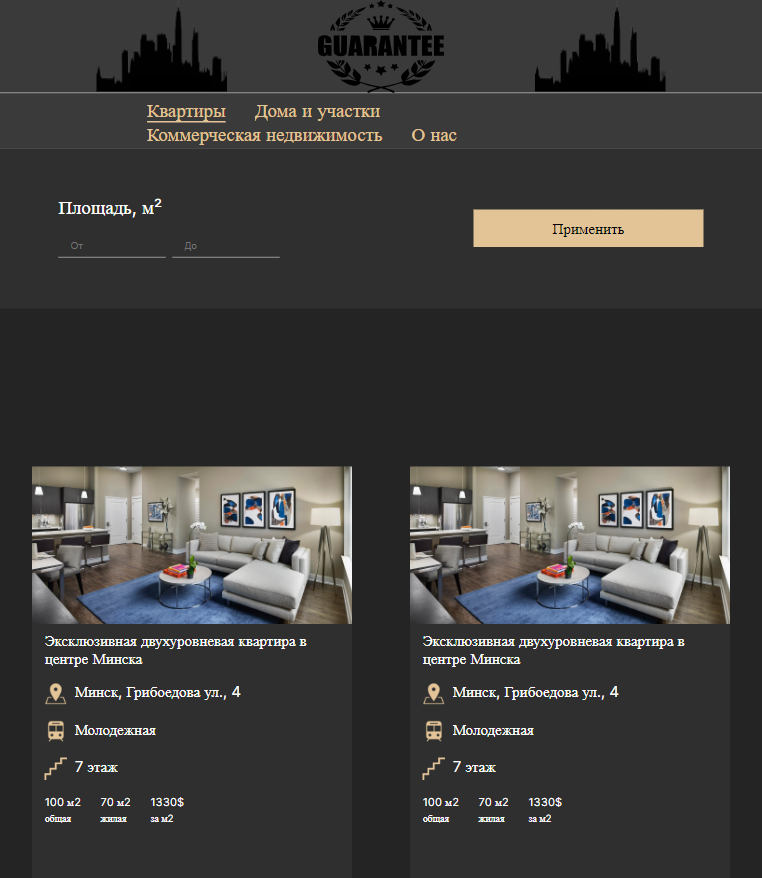 GUARANTEE
Квартиры Дома и участки
Коммерческая недвижимость О нас
Площадь, м²
От До
Применить
Эксклюзивная двухуровневая квартира в
центре Минска
Минск, Грибоедова ул., 4
Молодежная
7 этаж
100 м2 70 м2 1330$
общая жилая за м2
Эксклюзивная двухуровневая квартира в
центре Минска
Минск, Грибоедова ул., 4
Молодежная
7 этаж
100 м2 70 м2 1330$
общая жилая за м2